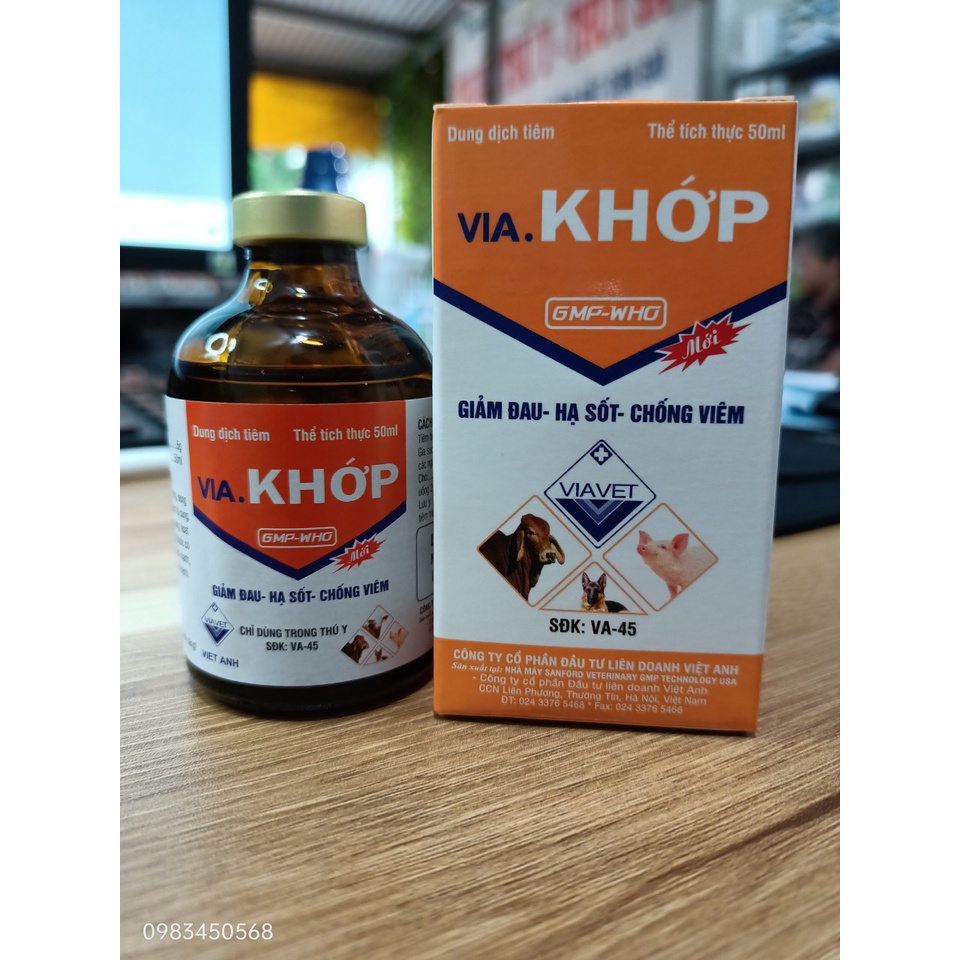 Dung dịch tiêm
Thể tích thực 50ml
VIA.KHỚP
GMP-WHO
Mới
GIẢM ĐAU- HẠ SỐT- CHỐNG VIÊM
VIAVET
SĐK: VA-45
CÔNG TY CỔ PHẦN ĐẦU TƯ LIÊN DOANH VIỆT ANH
Sản xuất tại: NHÀ MÁY SANFORD VETERINARY GMP TECHNOLOGY USA
- Công ty cổ phần Đầu tư liên doanh Việt Anh
CCN Liên Phương, Thường Tín, Hà Nội, Việt Nam
ĐT: 024 3376 5468 * Fax: 024 3376 5466
Dung dịch tiêm
Thể tích thực 50ml
VIA.KHỚP
GMP-WHO
Mới
GIẢM ĐAU- HẠ SỐT- CHỐNG VIÊM
VIAVET
VIET ANH
CHỈ DÙNG TRONG THÚ Y
SĐK: VA-45
0983450568